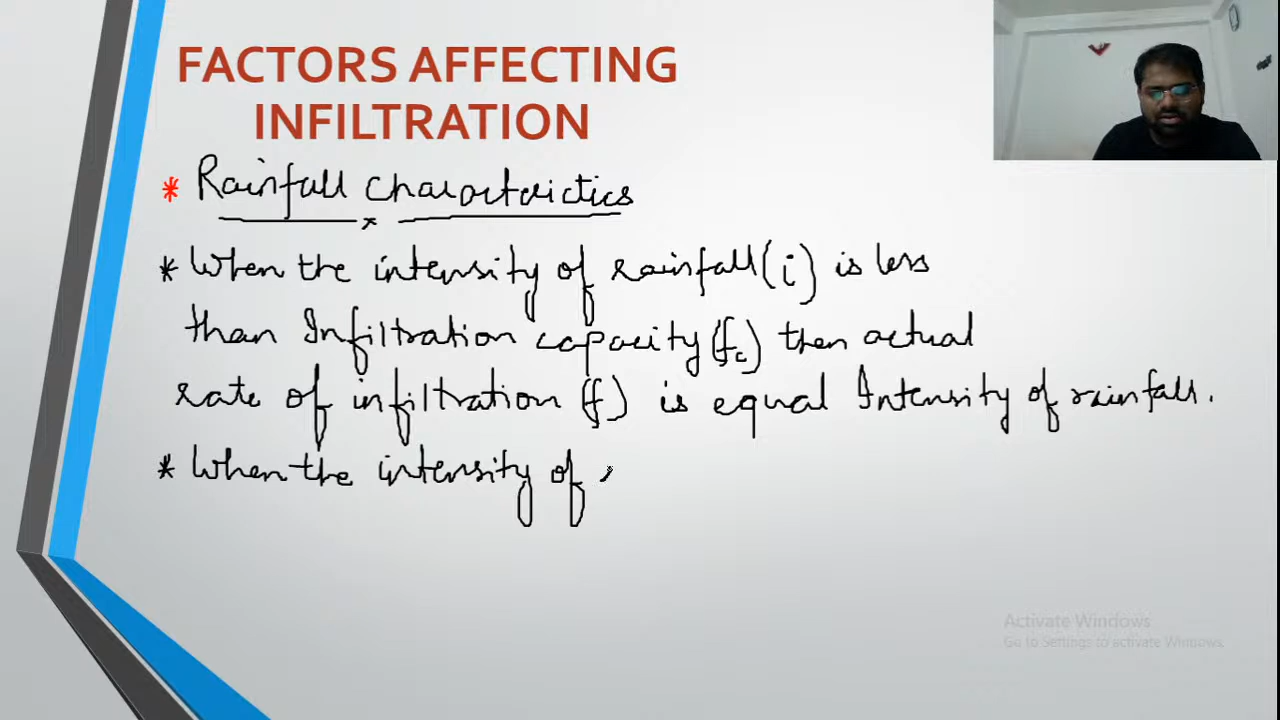 FACTORS AFFECTING
INFILTRATION
* Rainfall Charactristics
* When the intensity of rainfall (i) is less
than Infiltration capacity (fc) then actual
rate of infiltration (f) is equal Intensity of rainfall.
* When the intensity of
Activate Windows
Go to Settings to activate Windows.